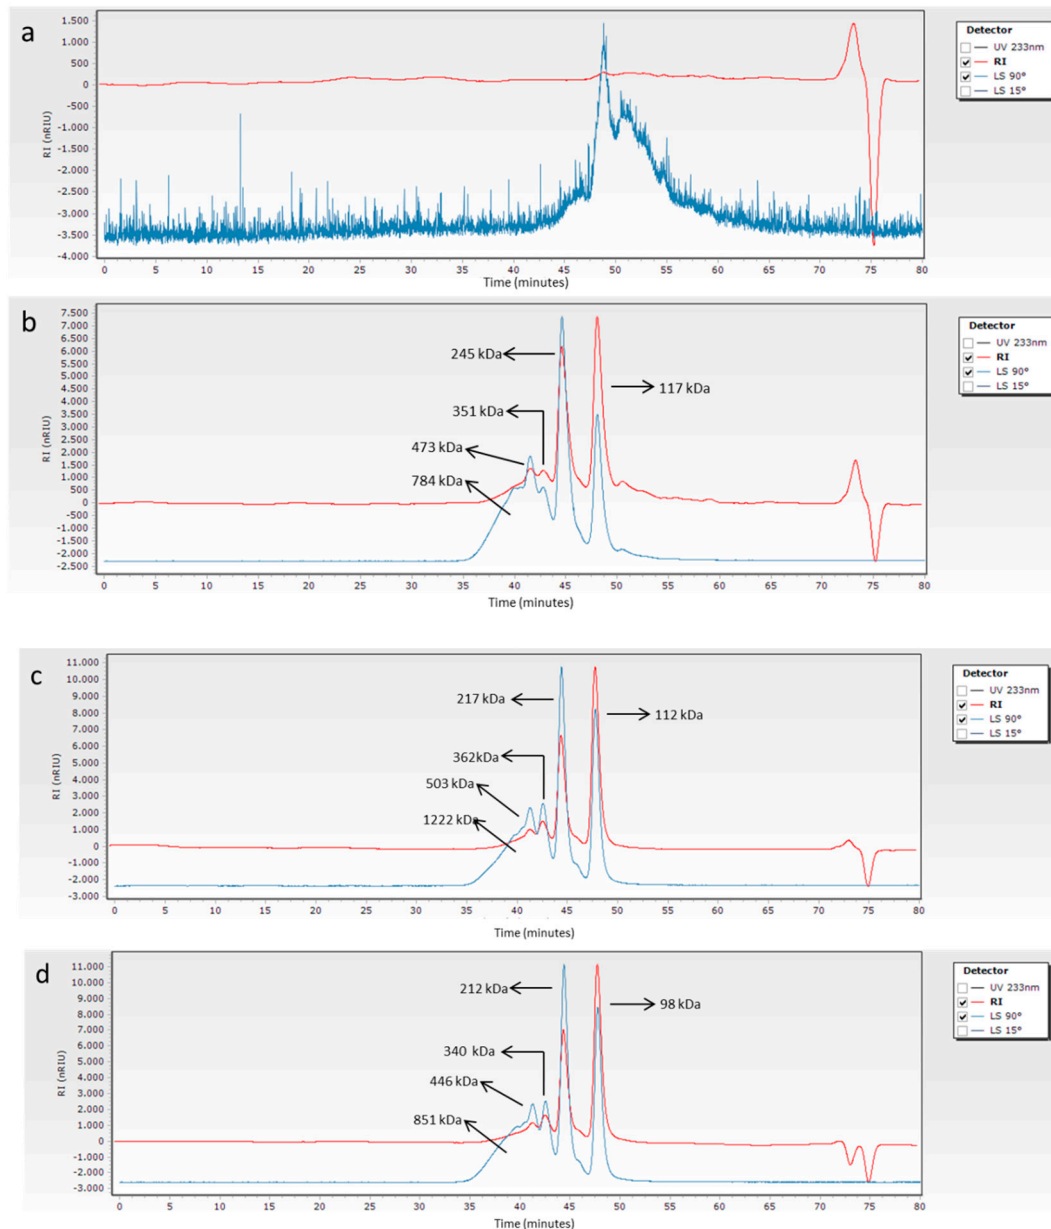 a
1.500
1.000
500
0
-500
-1.000
-1.500
-2.000
-2.500
-3.000
-3.500
-4.000
RI (nRIU)
0 5 10 15 20 25 30 35 40 45 50 55 60 65 70 75 80
Time (minutes)
Detector
UV 233nm
RI
LS 90°
LS 15°
b
7.500
7.000
6.500
6.000
5.500
5.000
4.500
4.000
3.500
3.000
2.500
2.000
1.500
1.000
500
0
-500
-1.000
-1.500
-2.000
-2.500
RI (nRIU)
245 kDa
117 kDa
351 kDa
473 kDa
784 kDa
0 5 10 15 20 25 30 35 40 45 50 55 60 65 70 75 80
Time (minutes)
Detector
UV 233nm
RI
LS 90°
LS 15°
c
11.000
10.000
9.000
8.000
7.000
6.000
5.000
4.000
3.000
2.000
1.000
0
-1.000
-2.000
-3.000
RI (nRIU)
217 kDa
112 kDa
362kDa
503 kDa
1222 kDa
0 5 10 15 20 25 30 35 40 45 50 55 60 65 70 75 80
Time (minutes)
Detector
UV 233nm
RI
LS 90°
LS 15°
d
11.000
10.000
9.000
8.000
7.000
6.000
5.000
4.000
3.000
2.000
1.000
0
-1.000
-2.000
-3.000
RI (nRIU)
212 kDa
98 kDa
340 kDa
446 kDa
851 kDa
0 5 10 15 20 25 30 35 40 45 50 55 60 65 70 75 80
Time (minutes)
Detector
UV 233nm
RI
LS 90°
LS 15°